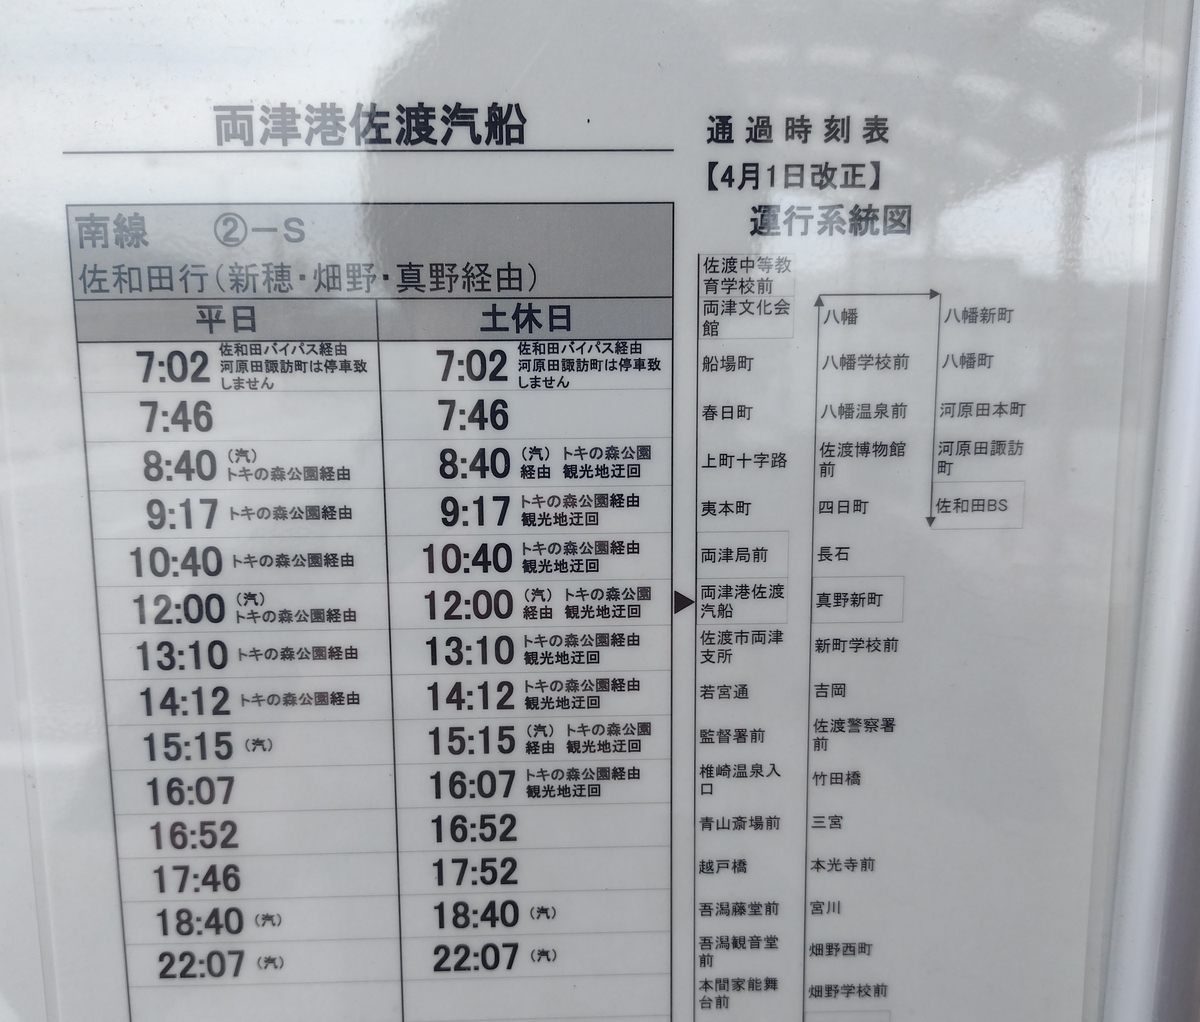 両津港佐渡汽船
通過時刻表
【4月1日改正】
運行系統図
南線 ②－S
佐和田行(新穂・畑野・真野経由)
平日 土休日
7:02 佐和田バイパス経由
河原田諏訪町は停車致
しません
7:02 佐和田バイパス経由
河原田諏訪町は停車致
しません
7:46
7:46
8:40 (汽)
トキの森公園経由
8:40 (汽) トキの森公園
経由 観光地迂回
9:17 トキの森公園経由
9:17 トキの森公園経由
観光地迂回
10:40 トキの森公園経由
10:40 トキの森公園経由
観光地迂回
12:00 (汽)
トキの森公園経由
12:00 (汽) トキの森公園
経由 観光地迂回
13:10 トキの森公園経由
13:10 トキの森公園経由
観光地迂回
14:12 トキの森公園経由
14:12 トキの森公園経由
観光地迂回
15:15 (汽)
15:15 (汽) トキの森公園
経由 観光地迂回
16:07
16:07 トキの森公園経由
観光地迂回
16:52
16:52
17:46
17:52
18:40 (汽)
18:40 (汽)
22:07 (汽)
22:07 (汽)
佐渡中等教
育学校前
両津文化会
館
船場町
春日町
上町十字路
夷本町
両津局前
両津港佐渡
汽船
佐渡市両津
支所
若宮通
監督署前
椎崎温泉入
口
青山斎場前
越戸橋
吾潟藤堂前
吾潟観音堂
前
本間家能舞
台前
八幡
八幡学校前
八幡温泉前
佐渡博物館
前
四日町
長石
真野新町
新町学校前
吉岡
佐渡警察署
前
竹田橋
三宮
本光寺前
宮川
畑野西町
畑野学校前
八幡新町
八幡町
河原田本町
河原田諏訪
町
佐和田BS